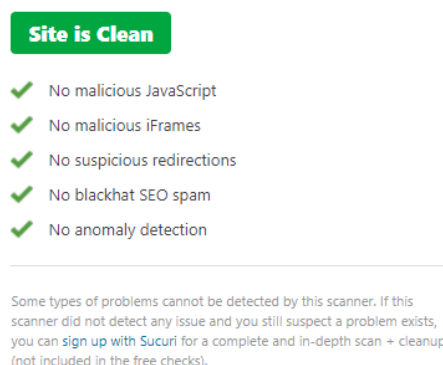 Site is Clean
No malicious JavaScript
No malicious iFrames
No suspicious redirections
No blackhat SEO spam
No anomaly detection
Some types of problems cannot be detected by this scanner. If this
scanner did not detect any issue and you still suspect a problem exists,
you can sign up with Sucuri for a complete and in-depth scan + cleanup
(not included in the free checks).